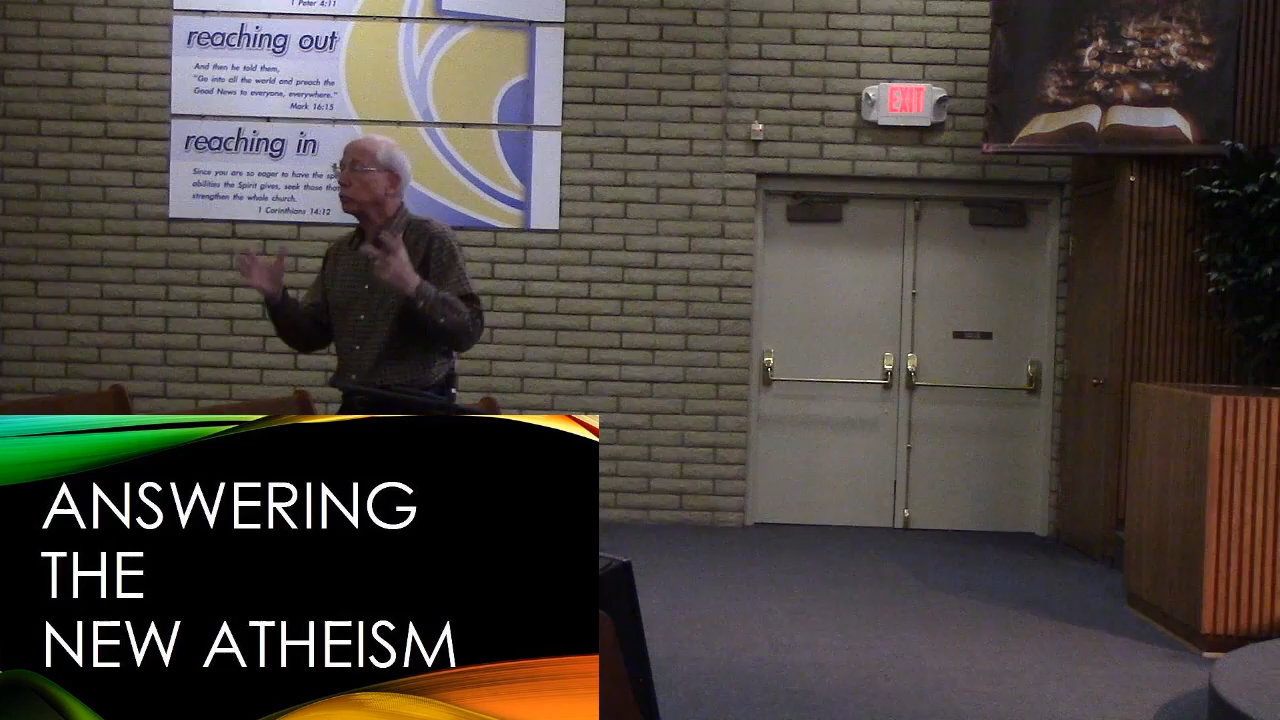 1 Peter 4:11
reaching out
And then he told them,
"Go into all the world and preach the
Good News to everyone, everywhere."
Mark 16:15
reaching in
Since you are so eager to have the
abilities the Spirit gives, seek those
strengthen the whole church.
1 Corinthians 14:12
EXIT
ANSWERING
THE
NEW ATHEISM